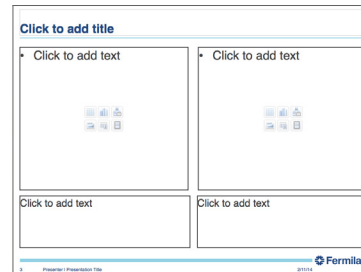 Click to add title
• Click to add text
• Click to add text
Click to add text
Click to add text
Fermila
3 Presenter I Presentation Title 2/11/14